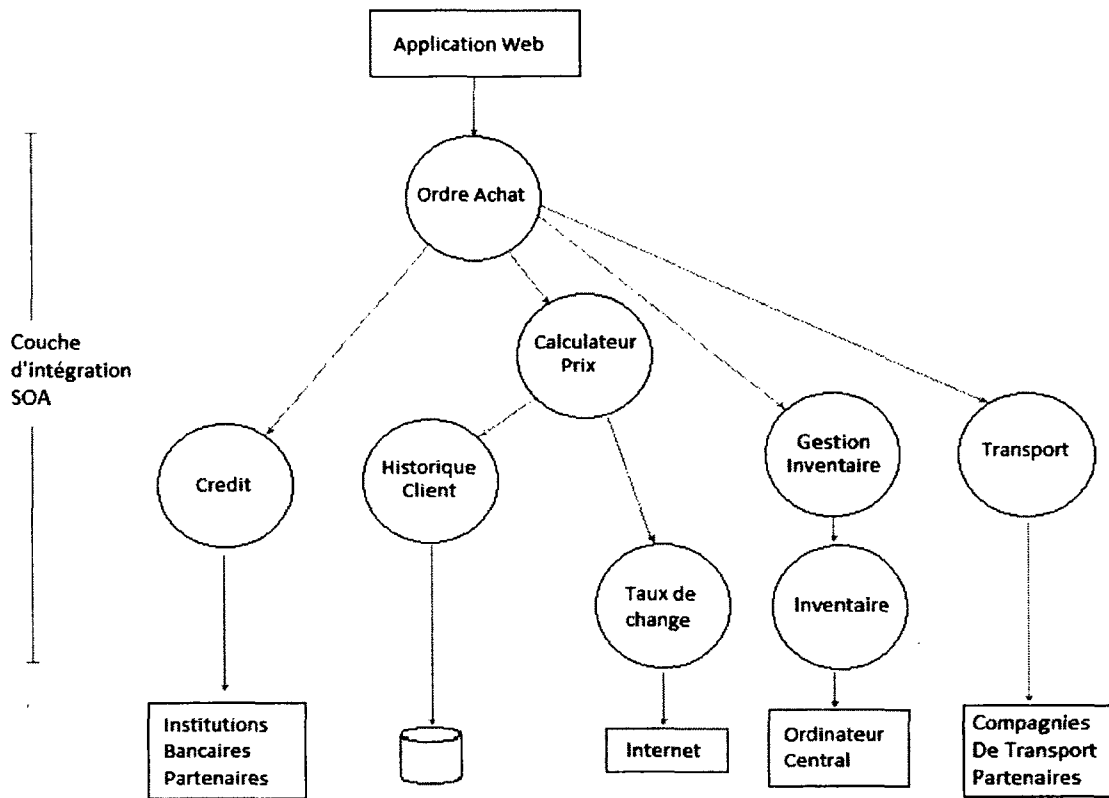 Application Web
Ordre Achat
Couche
d'intégration
SOA
Calculateur
Prix
Credit
Historique
Client
Gestion
Inventaire
Transport
Taux de
change
Inventaire
Institutions
Bancaires
Partenaires
Internet
Ordinateur
Central
Compagnies
De Transport
Partenaires